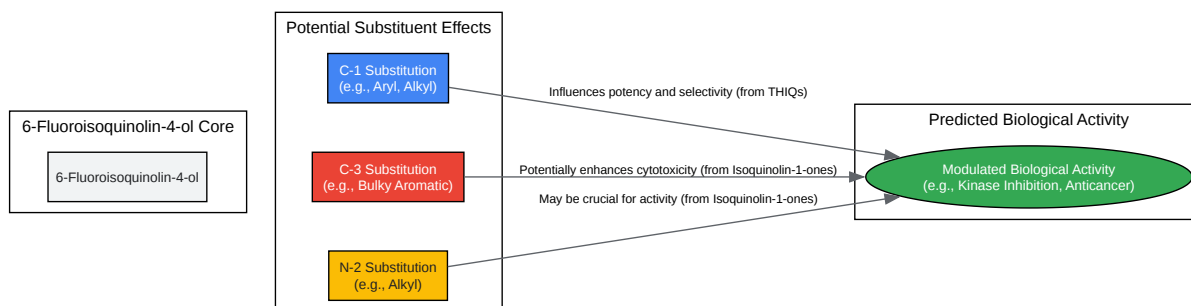 6-Fluoroisoquinolin-4-ol Core
6-Fluoroisoquinolin-4-ol
Potential Substituent Effects
C-1 Substitution
(e.g., Aryl, Alkyl)
C-3 Substitution
(e.g., Bulky Aromatic)
N-2 Substitution
(e.g., Alkyl)
Influences potency and selectivity (from THIQs)
Potentially enhances cytotoxicity (from Isoquinolin-1-ones)
May be crucial for activity (from Isoquinolin-1-ones)
Predicted Biological Activity
Modulated Biological Activity
(e.g., Kinase Inhibition, Anticancer)